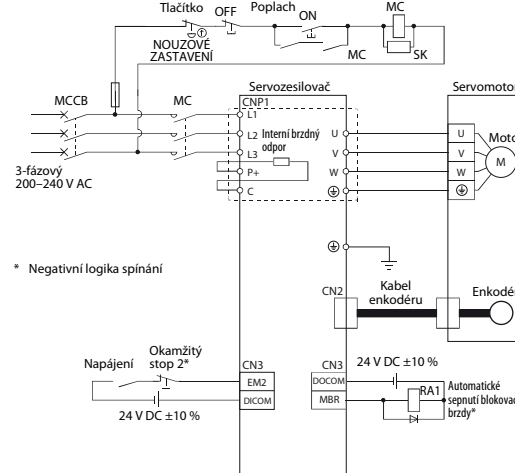 Tlačítko OFF Poplach ON MC
NOUZOVÉ
ZASTAVENÍ
MC SK
Servozesilovač Servomotor
MCCB MC CNP1
L1
L2 Interní brzdný
odpor
L3
P+
C
U
V
W
U
V
W
M
3-fázový
200–240 V AC
* Negativní logika spínání
CN2 Kabel
enkodéru
CN3 CN3
Napájení Okamžitý
stop 2*
EM2
DICOM
24 V DC ±10 %
DOCOM
MBR
24 V DC ±10 %
RA1 Automatické
sepnutí
brzdy*